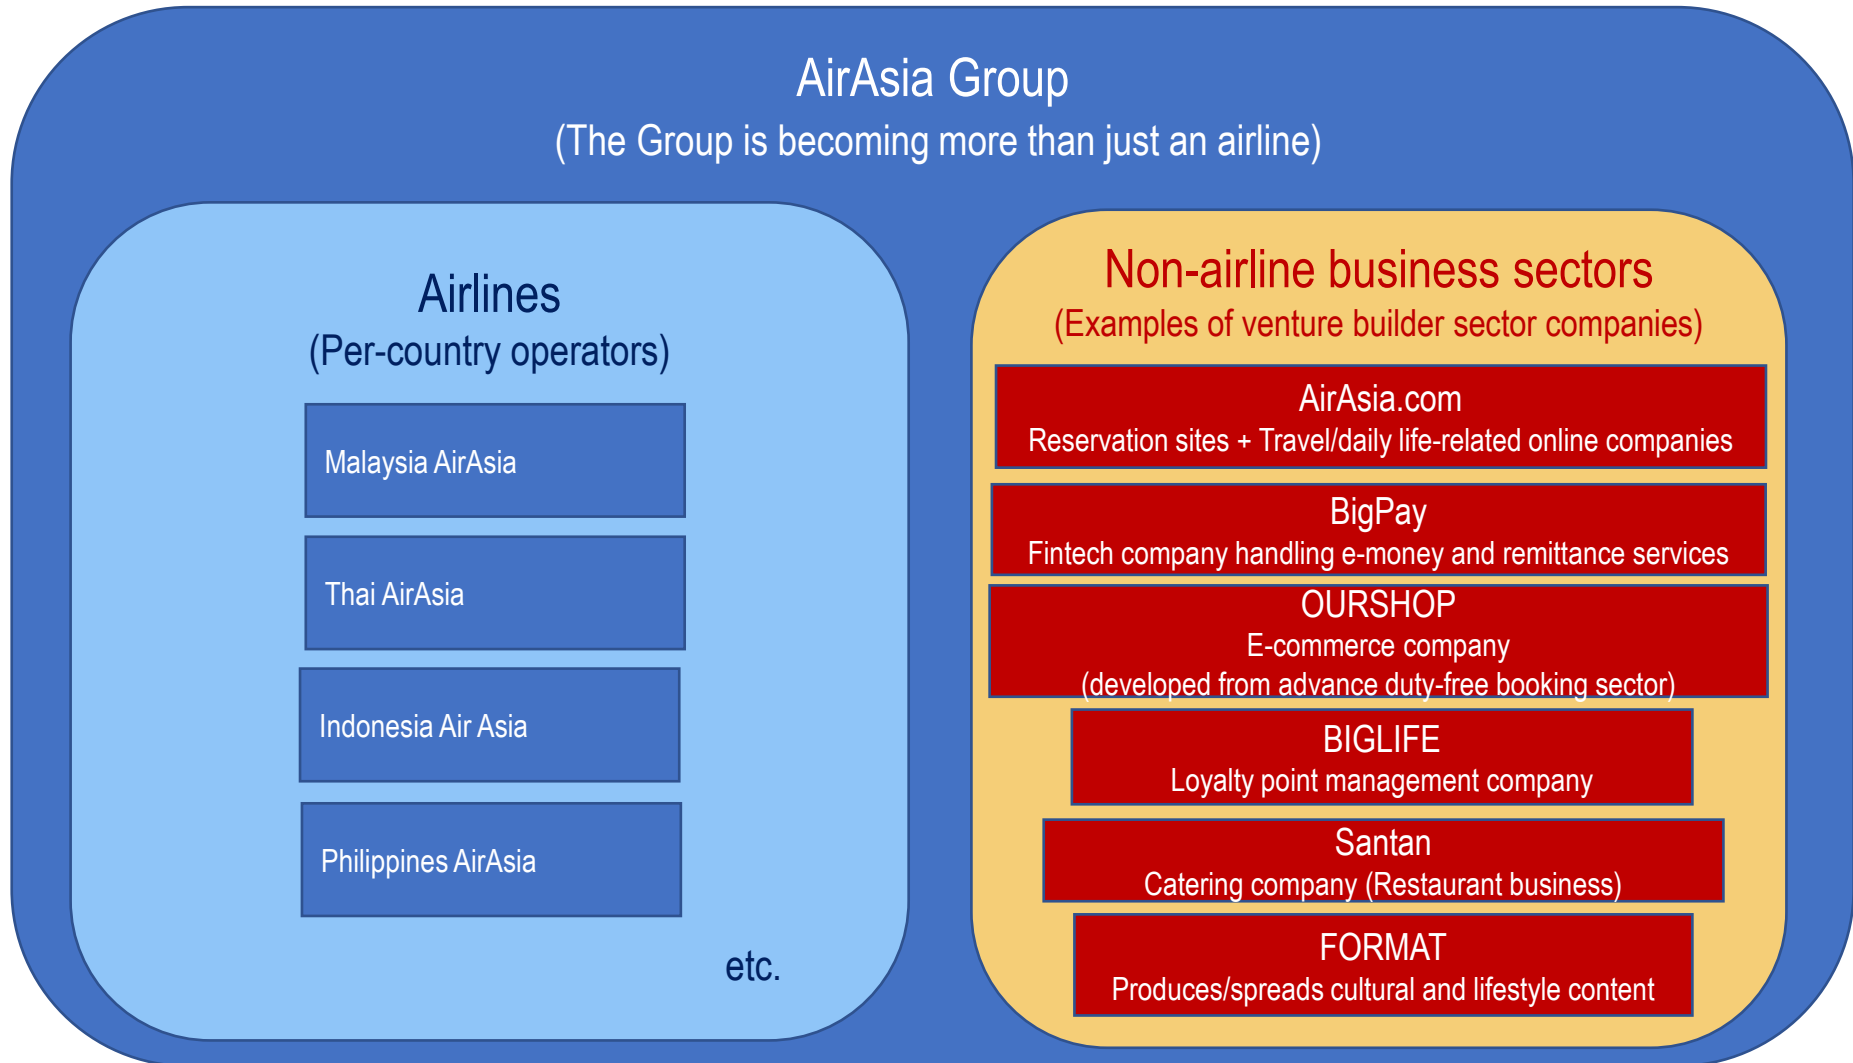 AirAsia Group
(The Group is becoming more than just an airline)
Airlines
(Per-country operators)
Malaysia AirAsia
Thai AirAsia
Indonesia Air Asia
Philippines AirAsia
etc.
Non-airline business sectors
(Examples of venture builder sector companies)
AirAsia.com
Reservation sites + Travel/daily life-related online companies
BigPay
Fintech company handling e-money and remittance services
OURSHOP
E-commerce company
(developed from advance duty-free booking sector)
BIGLIFE
Loyalty point management company
Santan
Catering company (Restaurant business)
FORMAT
Produces/spreads cultural and lifestyle content